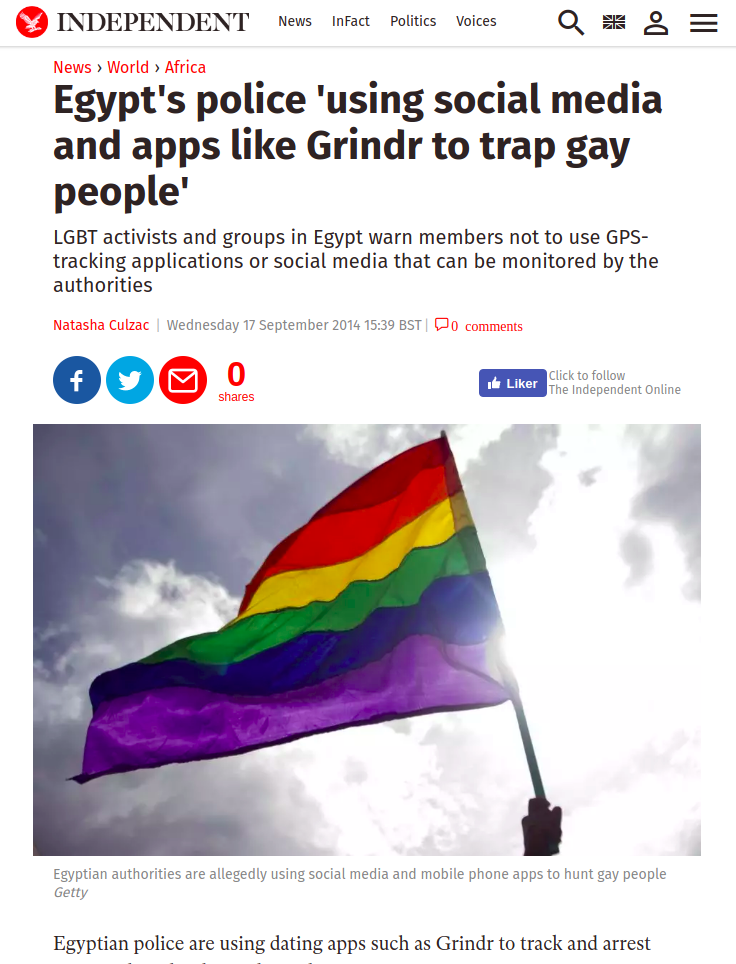 INDEPENDENT
News InFact Politics Voices
News › World › Africa
Egypt's police 'using social media
and apps like Grindr to trap gay
people'
LGBT activists and groups in Egypt warn members not to use GPS-
tracking applications or social media that can be monitored by the
authorities
Natasha Culzac | Wednesday 17 September 2014 15:39 BST | 0 comments
0
shares
Liker
Click to follow
The Independent Online
Egyptian authorities are allegedly using social media and mobile phone apps to hunt gay people
Getty
Egyptian police are using dating apps such as Grindr to track and arrest